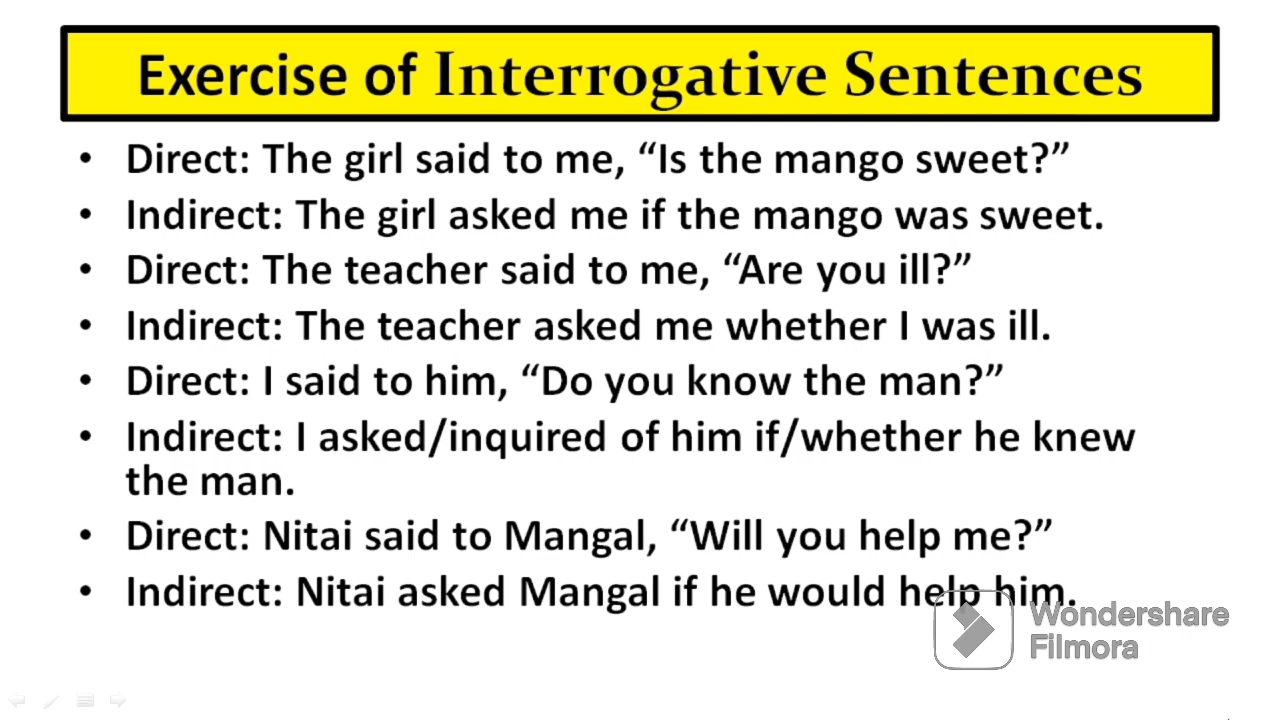 Exercise of Interrogative Sentences
• Direct: The girl said to me, “Is the mango sweet?”
• Indirect: The girl asked me if the mango was sweet.
• Direct: The teacher said to me, “Are you ill?”
• Indirect: The teacher asked me whether I was ill.
• Direct: I said to him, “Do you know the man?”
• Indirect: I asked/inquired of him if/whether he knew
the man.
• Direct: Nitai said to Mangal, “Will you help me?”
• Indirect: Nitai asked Mangal if he would help him.
Wondershare
Filmora